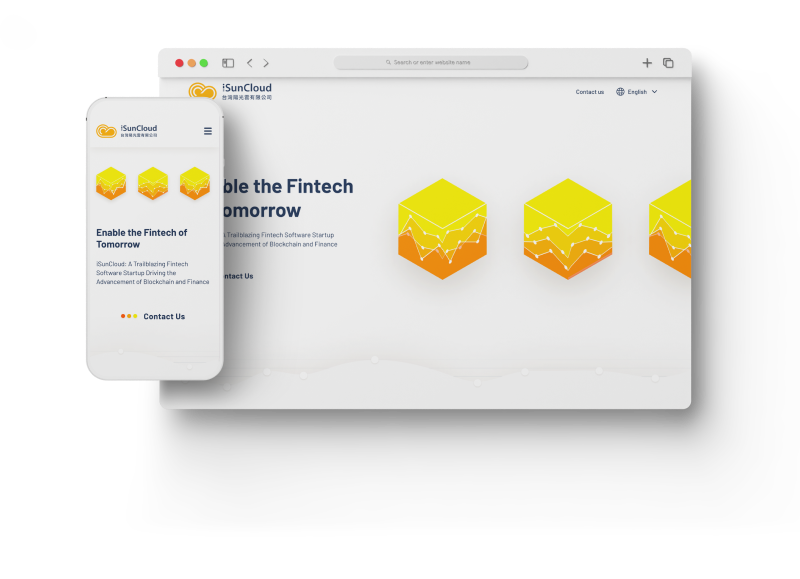 Search or enter website name
iSunCloud
台灣陽光雲有限公司
Contact us
English
ble the Fintech
omorrow
A Trailblazing Fintech Software Startup
Advancement of Blockchain and Finance
ntact Us
iSunCloud
台灣陽光雲有限公司
Enable the Fintech of
Tomorrow
iSunCloud: A Trailblazing Fintech
Software Startup Driving the
Advancement of Blockchain and Finance
Contact Us